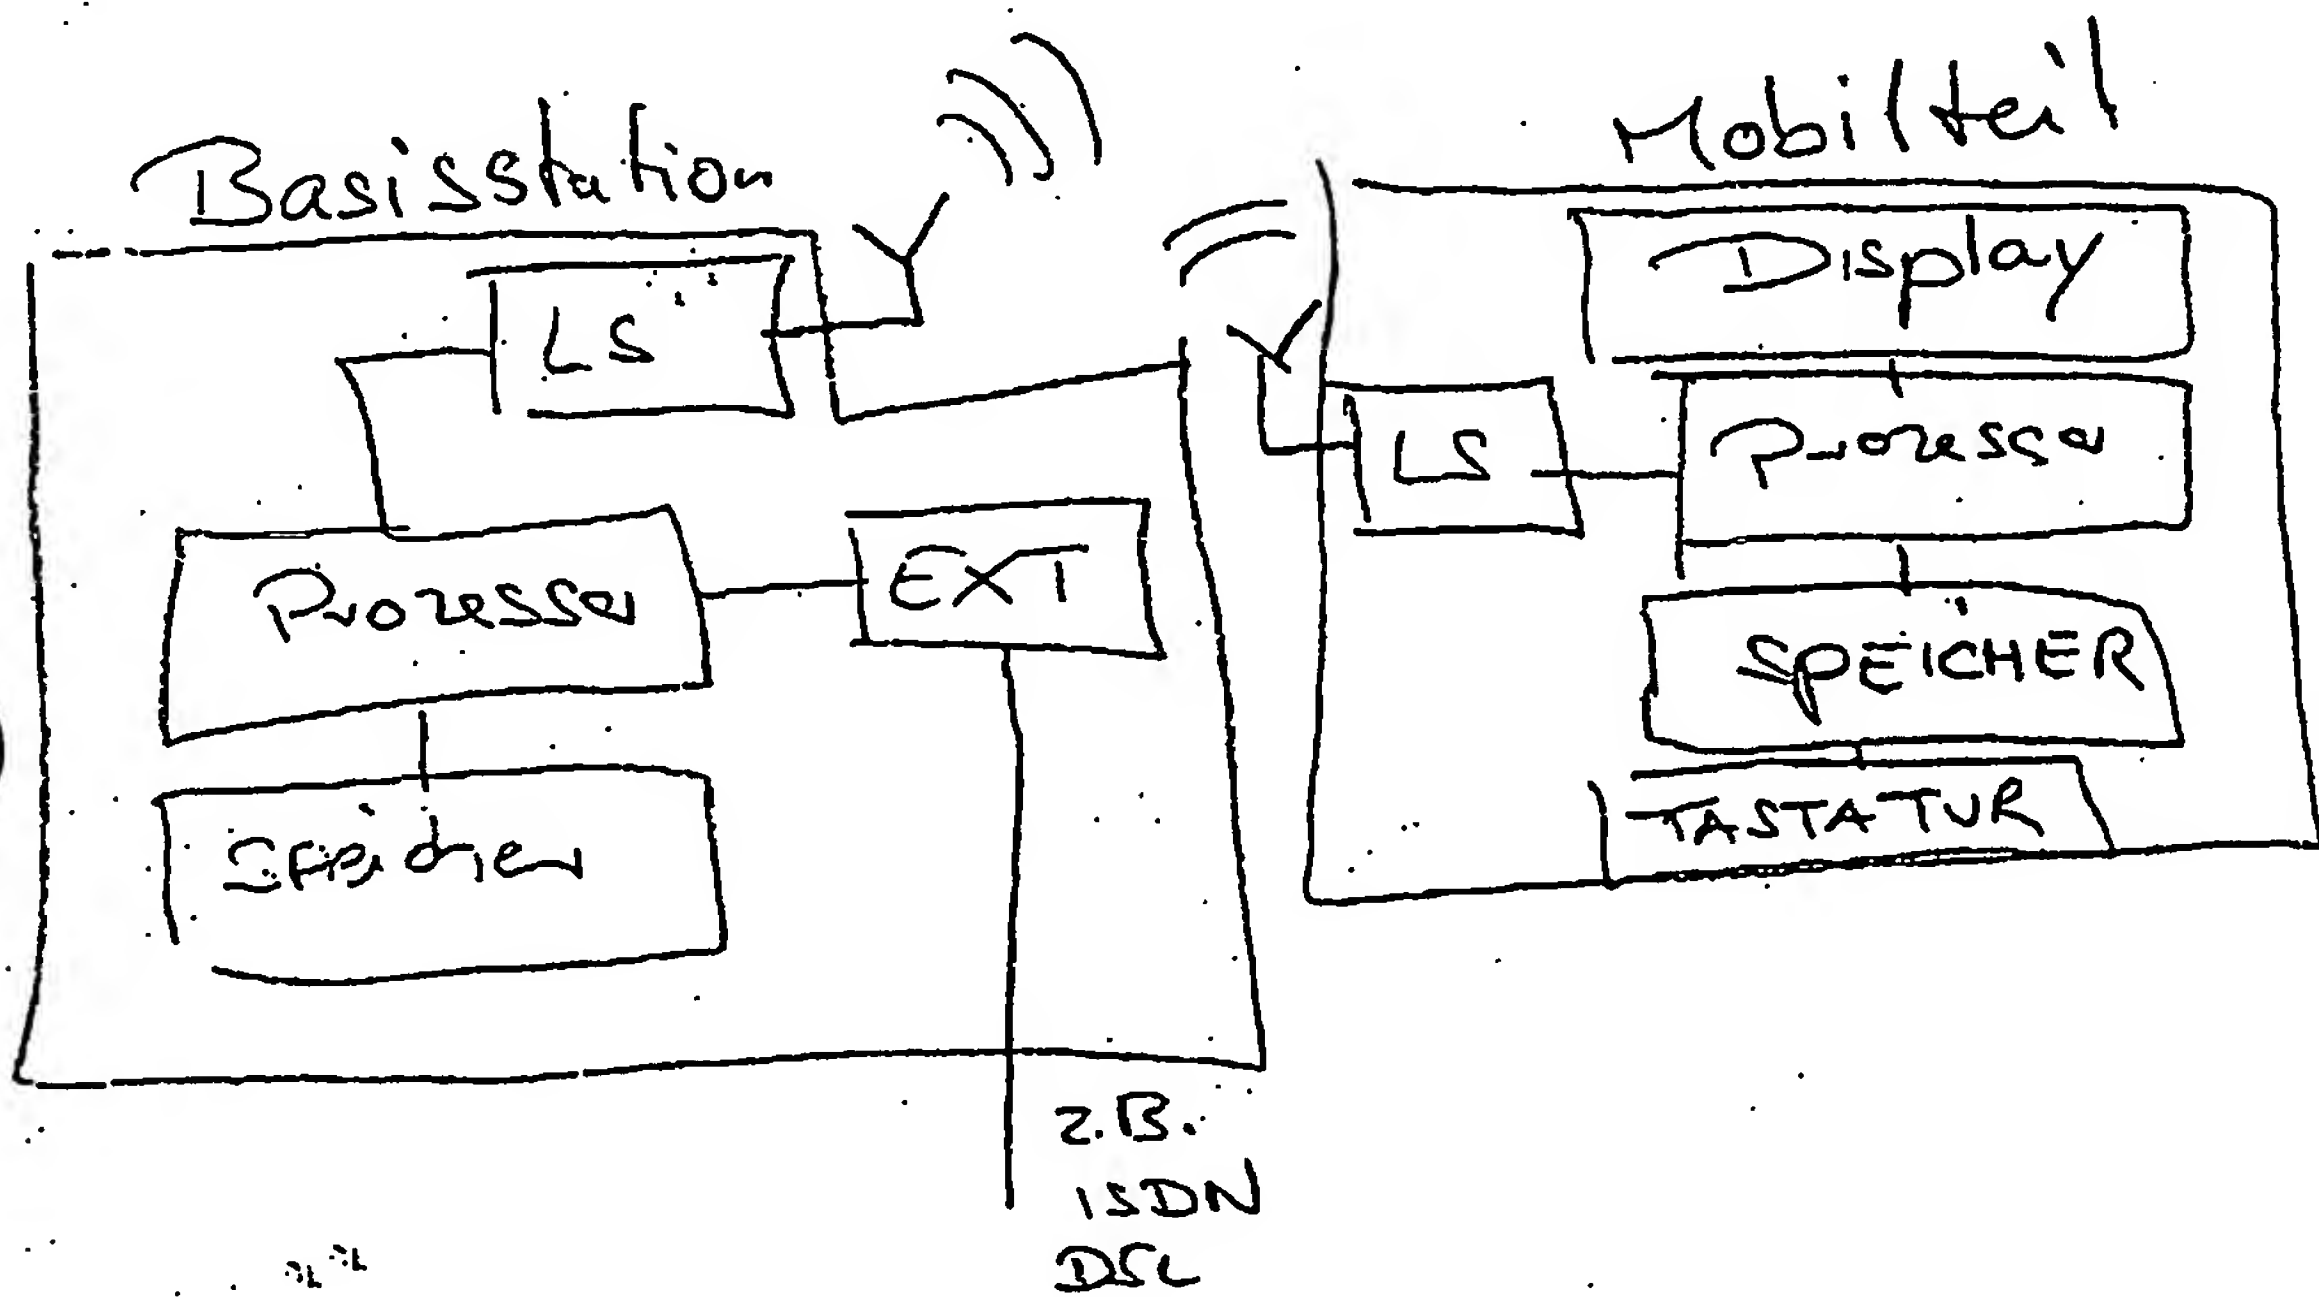 Basisstation
LS
Prozessor
EXT
Speicher
z.B.
ISDN
DSL
Mobilteil
Display
LS
Prozessor
SPEICHER
TASTATUR